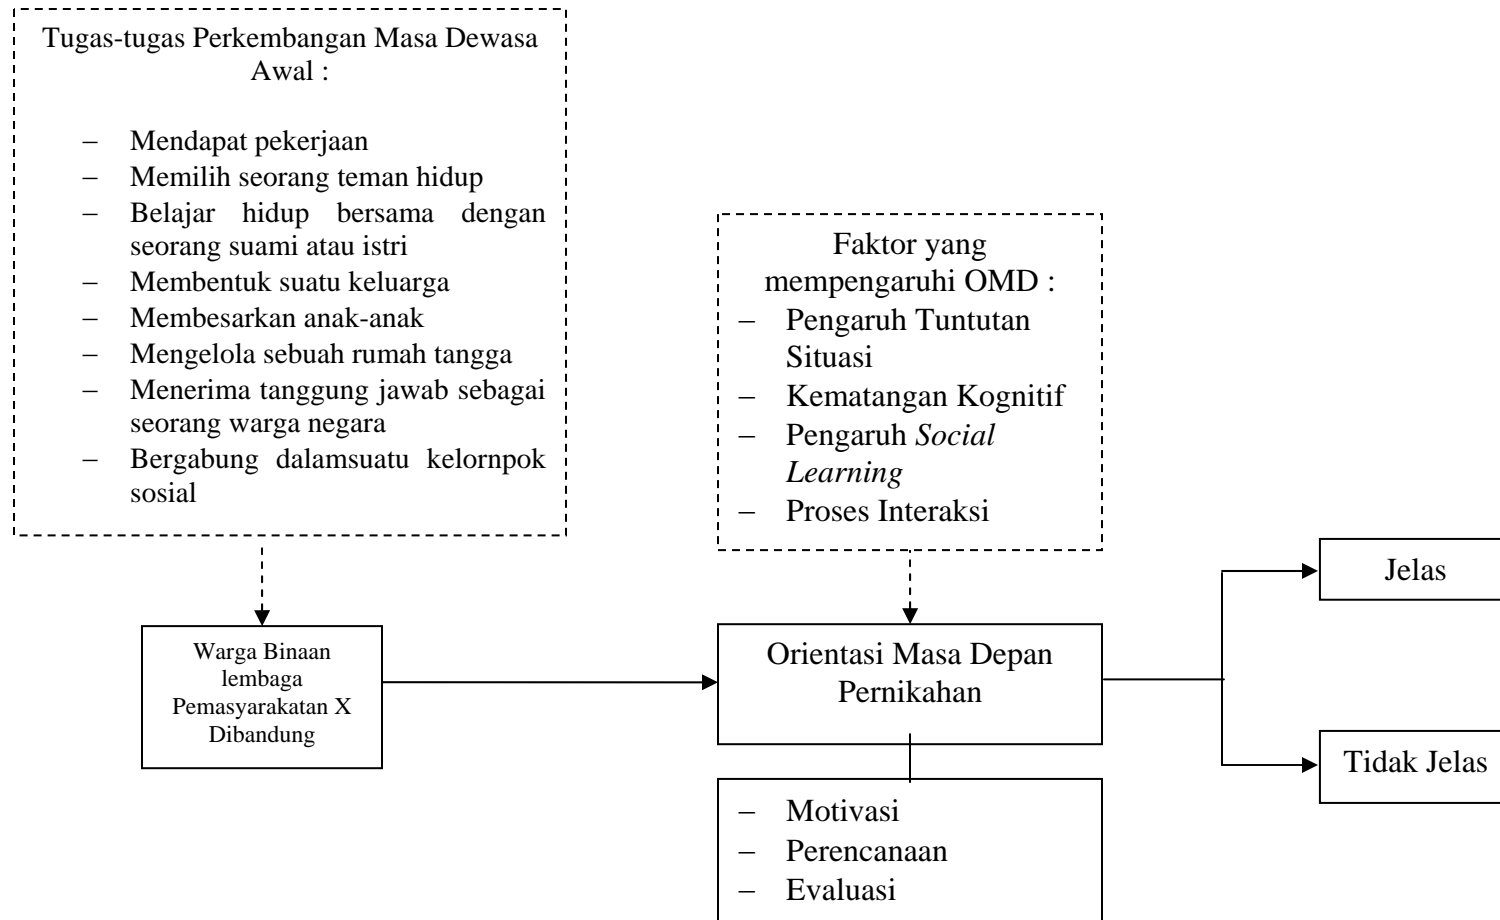 Tugas-tugas Perkembangan Masa Dewasa
Awal :
– Mendapat pekerjaan
– Memilih seorang teman hidup
– Belajar hidup bersama dengan
seorang suami atau istri
– Membentuk suatu keluarga
– Membesarkan anak-anak
– Mengelola sebuah rumah tangga
– Menerima tanggung jawab sebagai
seorang warga negara
– Bergabung dalamsuatu kelornpok
sosial
Faktor yang
mempengaruhi OMD :
– Pengaruh Tuntutan
Situasi
– Kematangan Kognitif
– Pengaruh Social
Learning
– Proses Interaksi
Warga Binaan
lembaga
Pemasyarakatan X
Dibandung
Orientasi Masa Depan
Pernikahan
– Motivasi
– Perencanaan
– Evaluasi
Jelas
Tidak Jelas